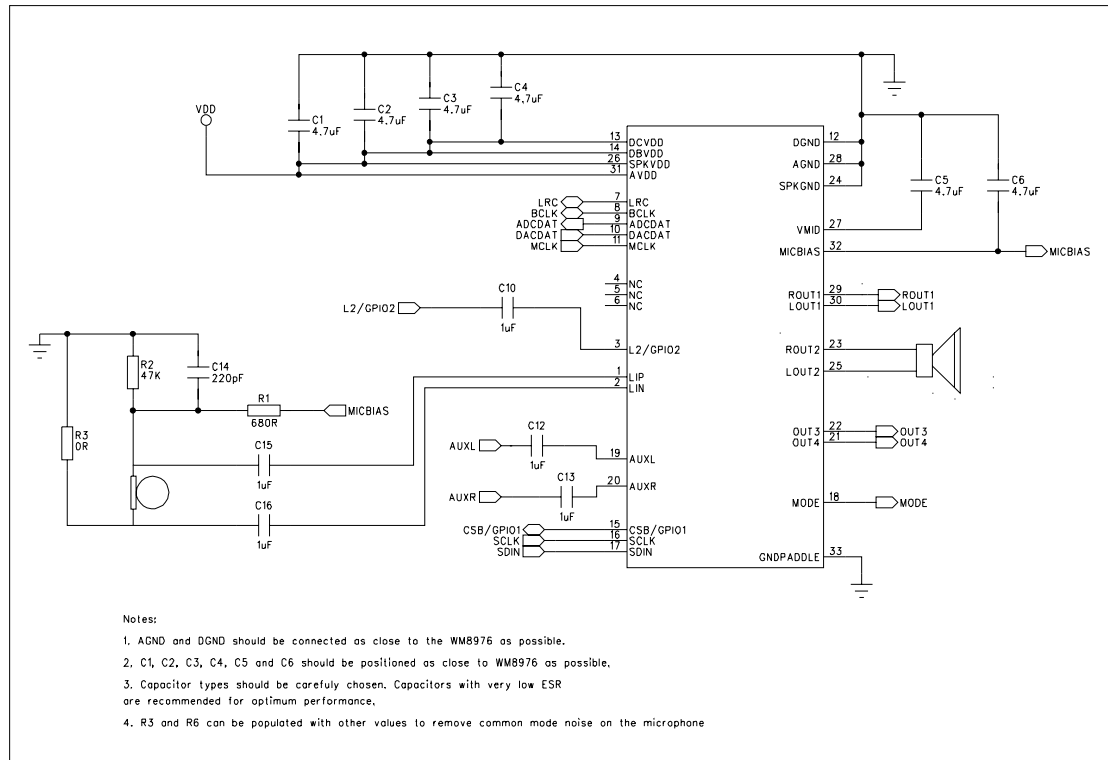 VDD
C1
4.7uF
C2
4.7uF
C3
4.7uF
C4
4.7uF
13 DCVDD
14 DBVDD
26 SPKVDD
31 AVDD
LRC 7 LRC
BCLK 8 BCLK
ADCDAT 9 ADCDAT
DACDAT 10 DACDAT
MCLK 11 MCLK
4 NC
5 NC
6 NC
L2/GPIO2
C10
1uF
3 L2/GPIO2
1 LIP
2 LIN
R2
47K
C14
220pF
R1
680R
MICBIAS
R3
0R
C15
1uF
C16
1uF
AUXL
C12
1uF
19 AUXL
AUXR
C13
1uF
20 AUXR
CSB/GPIO1 15 CSB/GPIO1
SCLK 16 SCLK
SDIN 17 SDIN
DGND 12
AGND 28
SPKGND 24
C5
4.7uF
C6
4.7uF
VMID 27
MICBIAS 32 MICBIAS
ROUT1 29 ROUT1
LOUT1 30 LOUT1
ROUT2 23
LOUT2 25
OUT3 22 OUT3
OUT4 21 OUT4
MODE 18 MODE
GNDPADDLE 33
Notes:
1. AGND and DGND should be connected as close to the WM8976 as possible.
2. C1, C2, C3, C4, C5 and C6 should be positioned as close to WM8976 as possible.
3. Capacitor types should be carefuly chosen. Capacitors with very low ESR
are recommended for optimum performance.
4. R3 and R6 can be populated with other values to remove common mode noise on the microphone